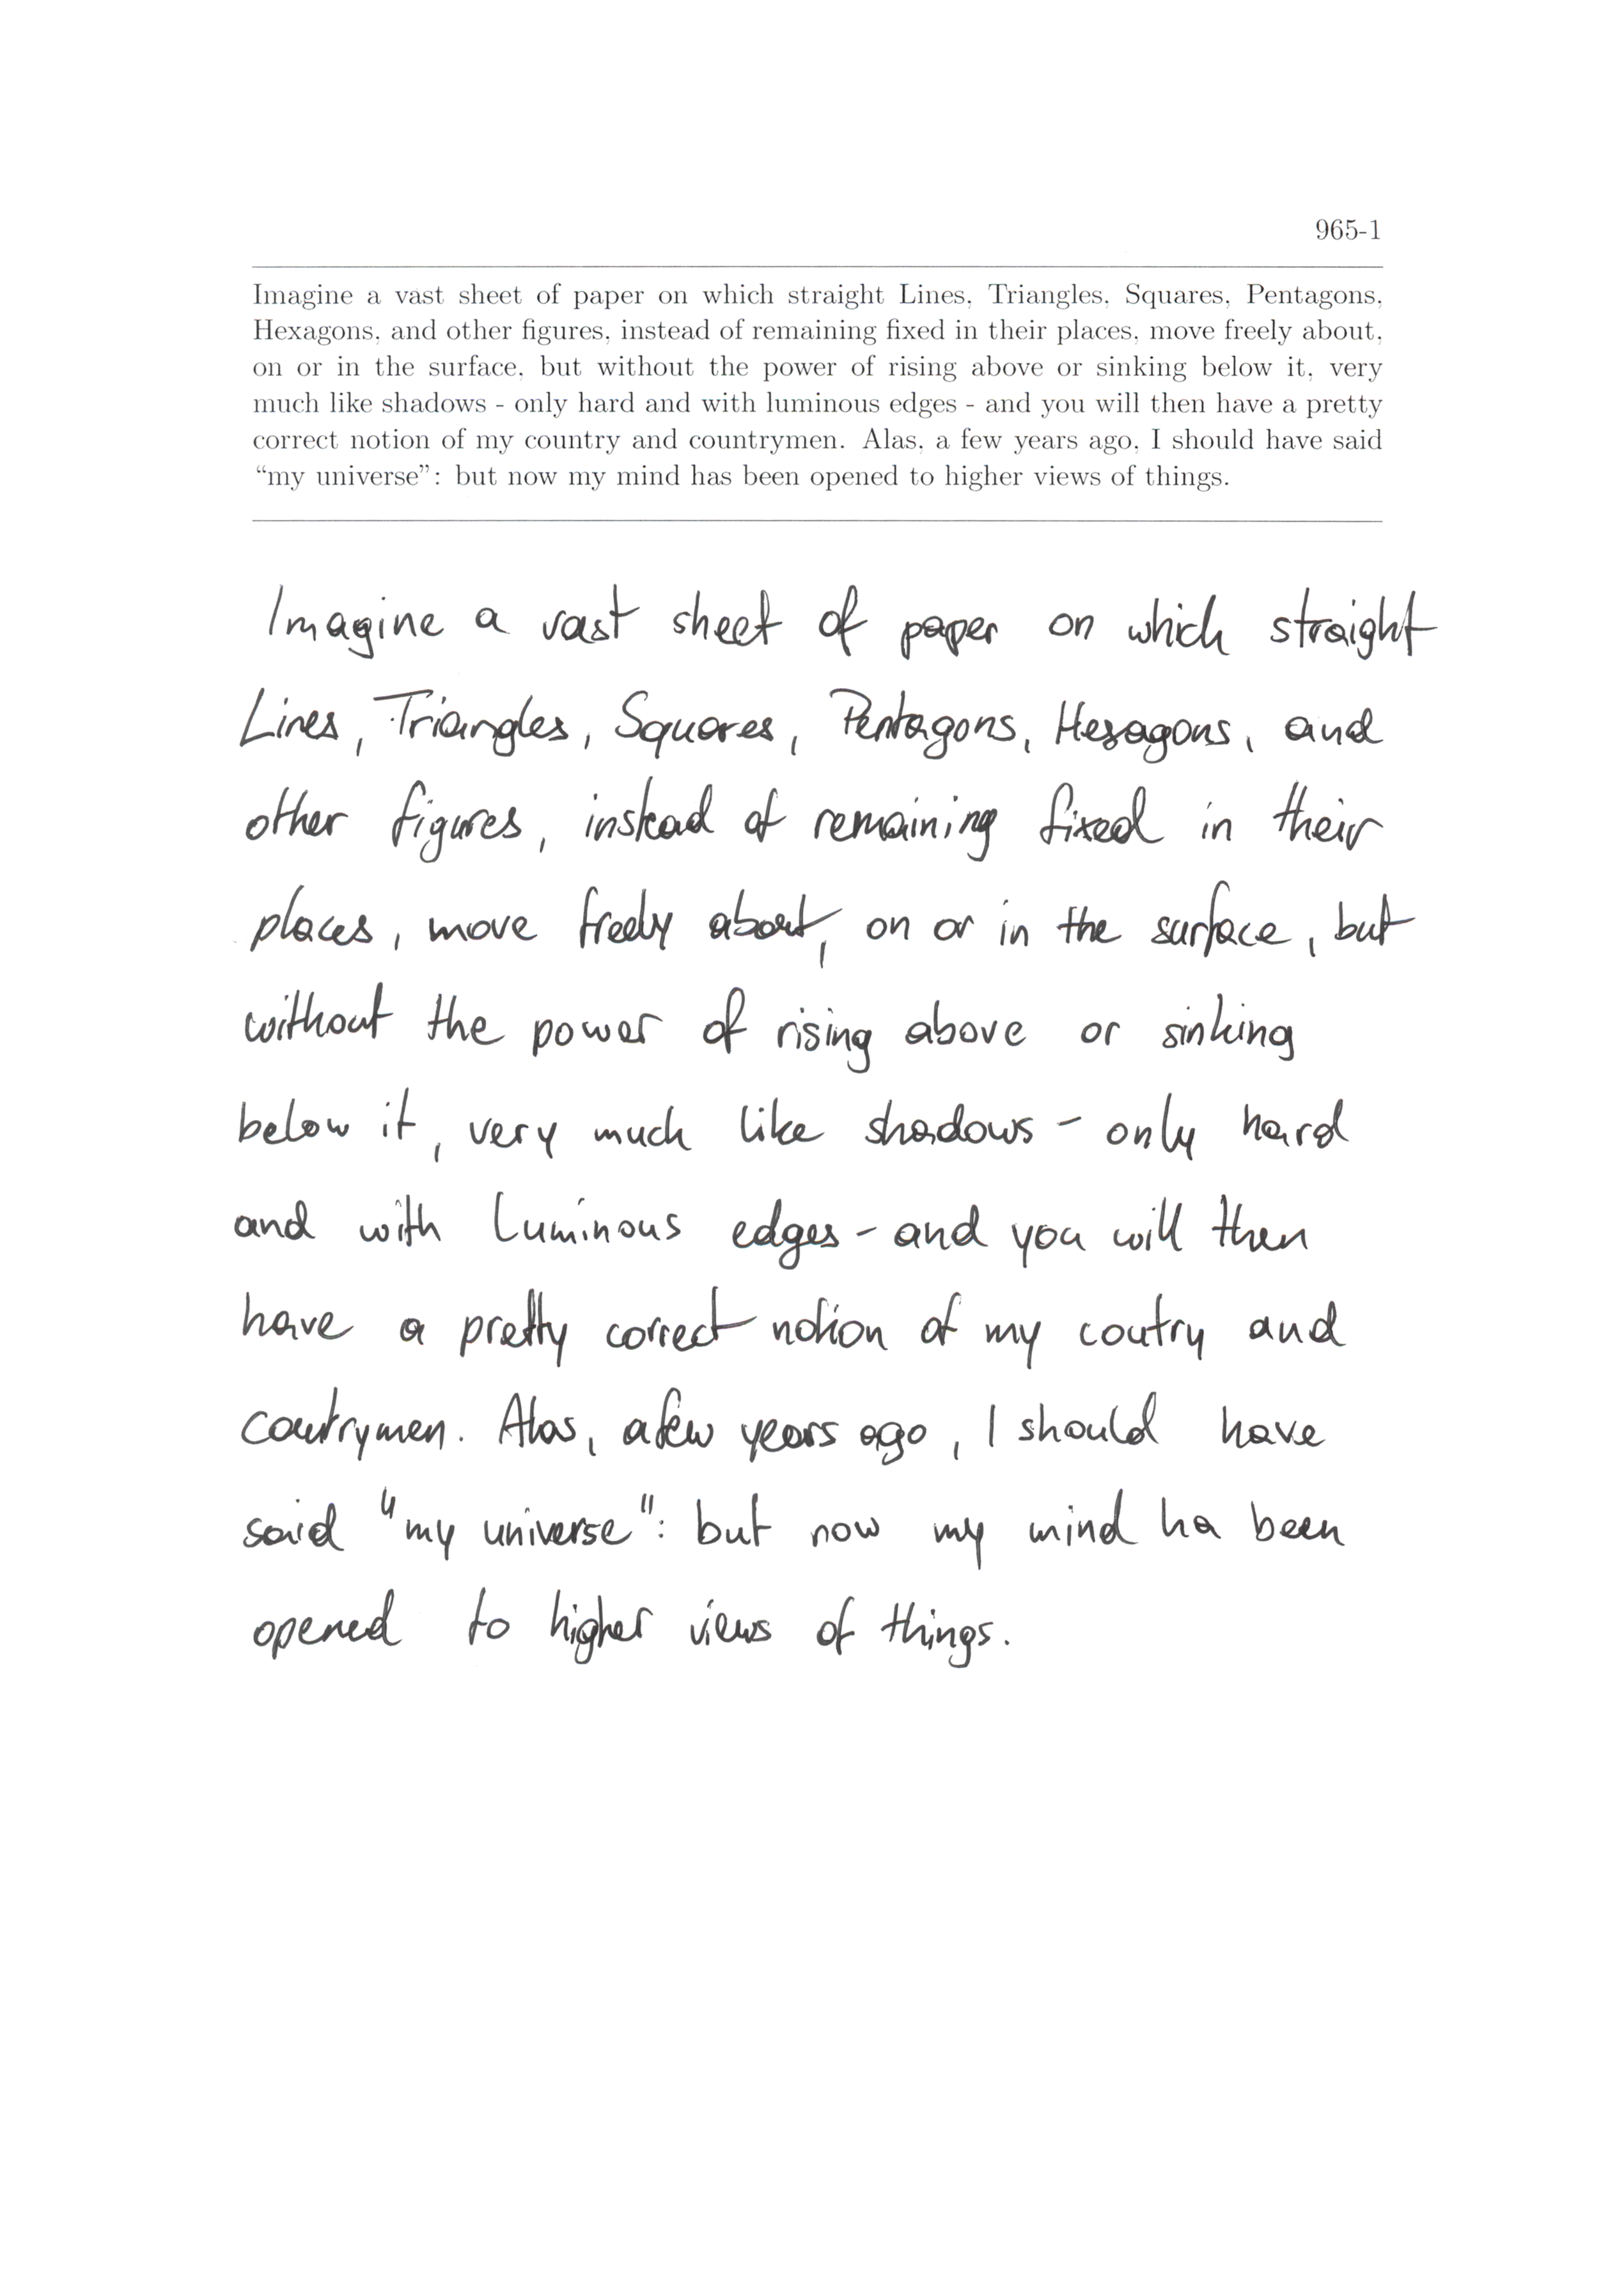 965-1
Imagine a vast sheet of paper on which straight Lines, Triangles, Squares, Pentagons,
Hexagons, and other figures, instead of remaining fixed in their places, move freely about,
on or in the surface, but without the power of rising above or sinking below it, very
much like shadows - only hard and with luminous edges - and you will then have a pretty
correct notion of my country and countrymen. Alas, a few years ago, I should have said
“my universe”: but now my mind has been opened to higher views of things.
Imagine a vast sheet of paper on which straight
Lines, Triangles, Squares, Pentagons, Hexagons, and
other figures, instead of remaining fixed in their
places, move freely about, on or in the surface, but
without the power of rising above or sinking
below it, very much like shadows - only hard
and with luminous edges - and you will then
have a pretty correct notion of my coutry and
coutrymen. Alas, a few years ago, I should have
said "my universe": but now my mind ha been
opened to higher views of things.